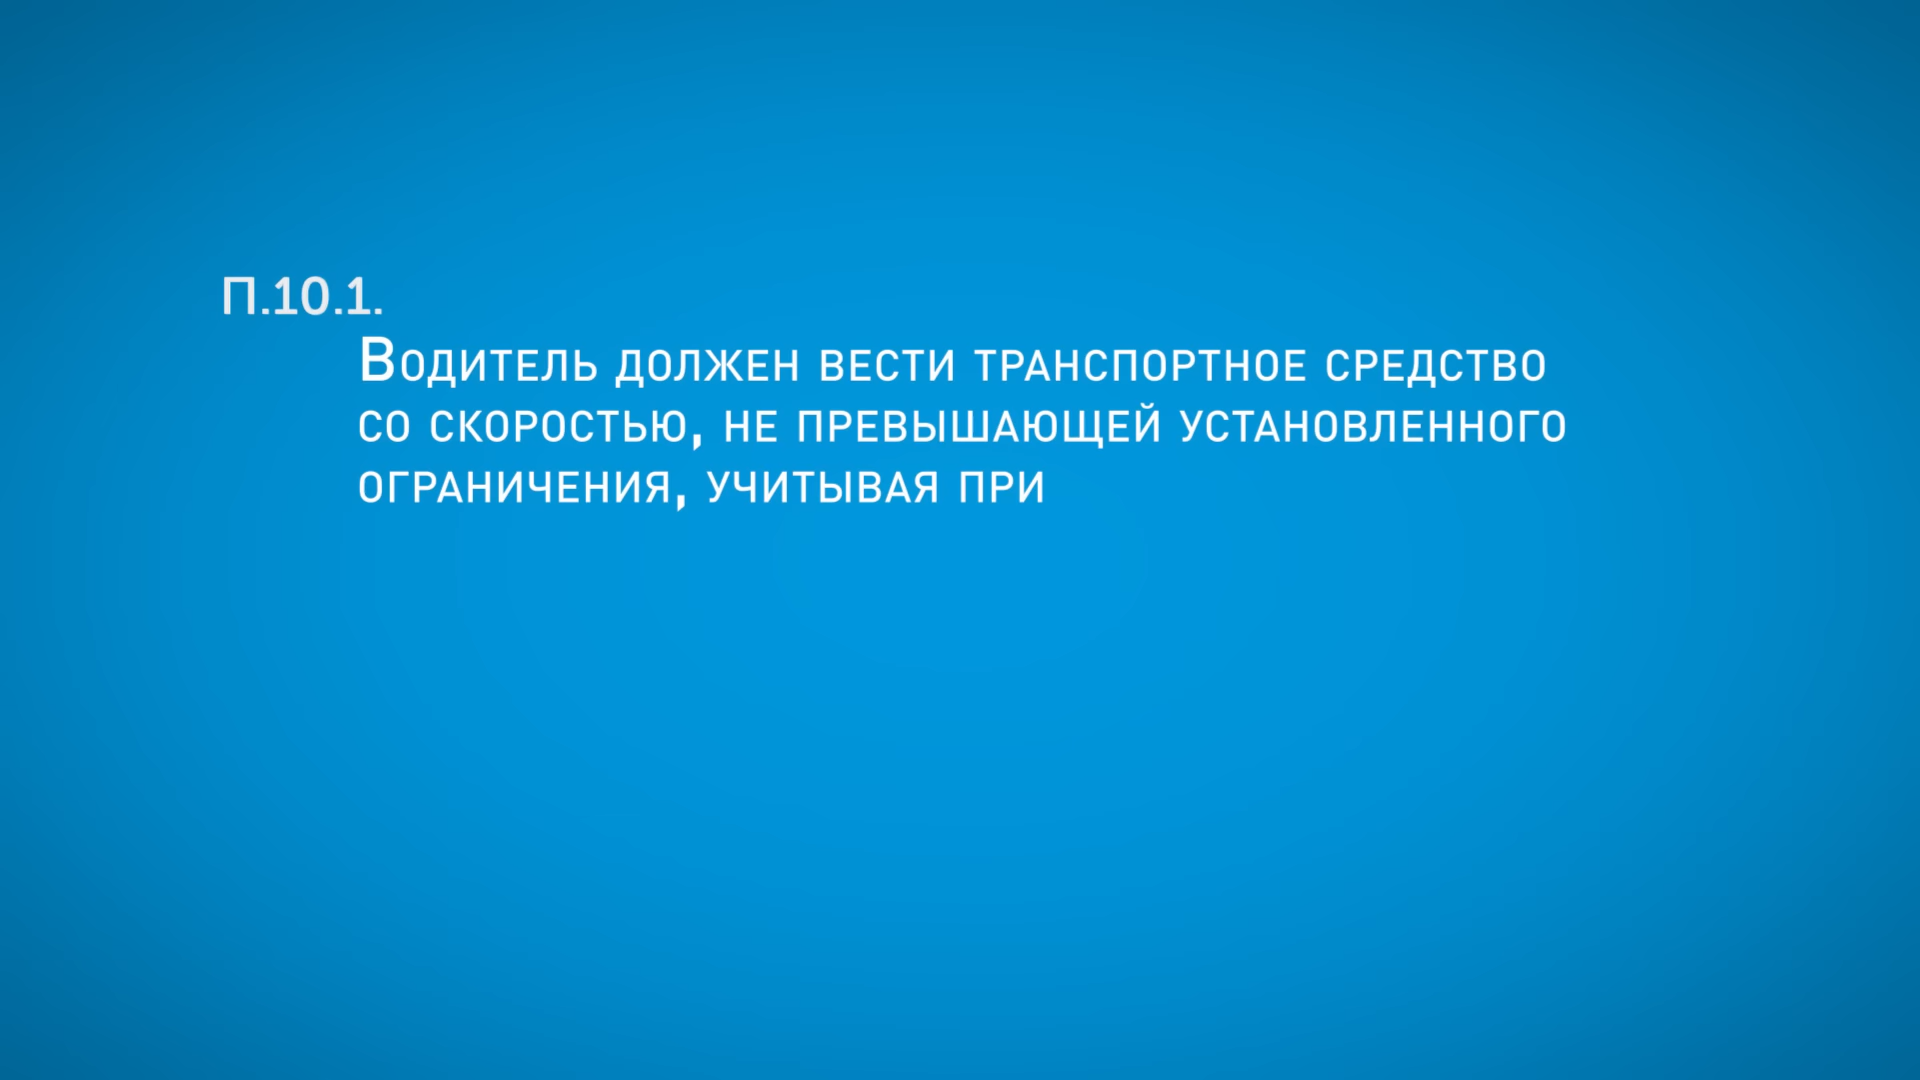 П.10.1.
Водитель должен вести транспортное средство
со скоростью, не превышающей установленного
ограничения, учитывая при